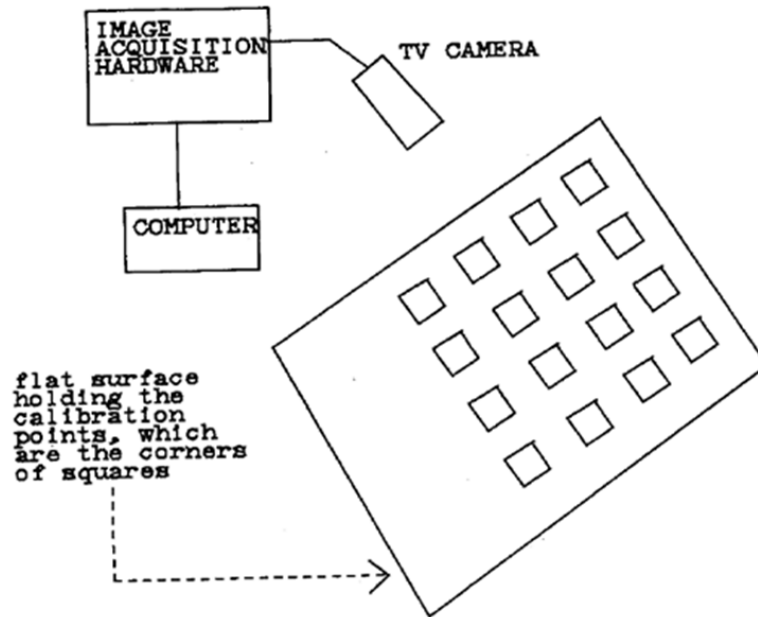 IMAGE
ACQUISITION
HARDWARE
TV CAMERA
COMPUTER
flat surface
holding the
calibration
points, which
are the corners
of squares